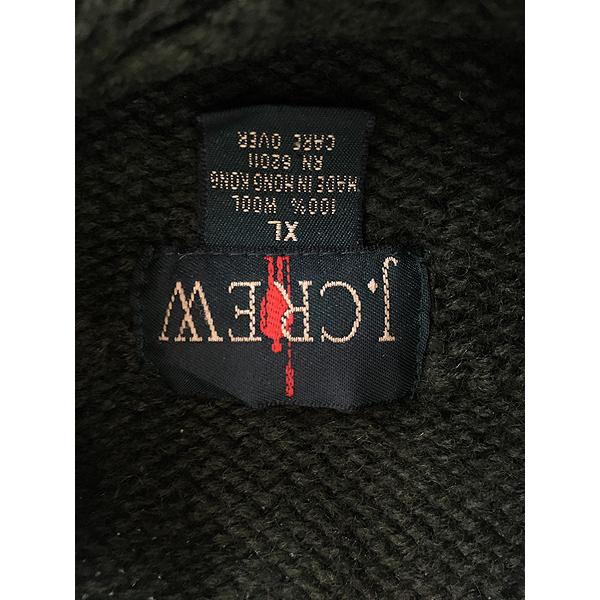 J.CREW
XL
100% WOOL
MADE IN HONG KONG
RN 62011
CARE OVER